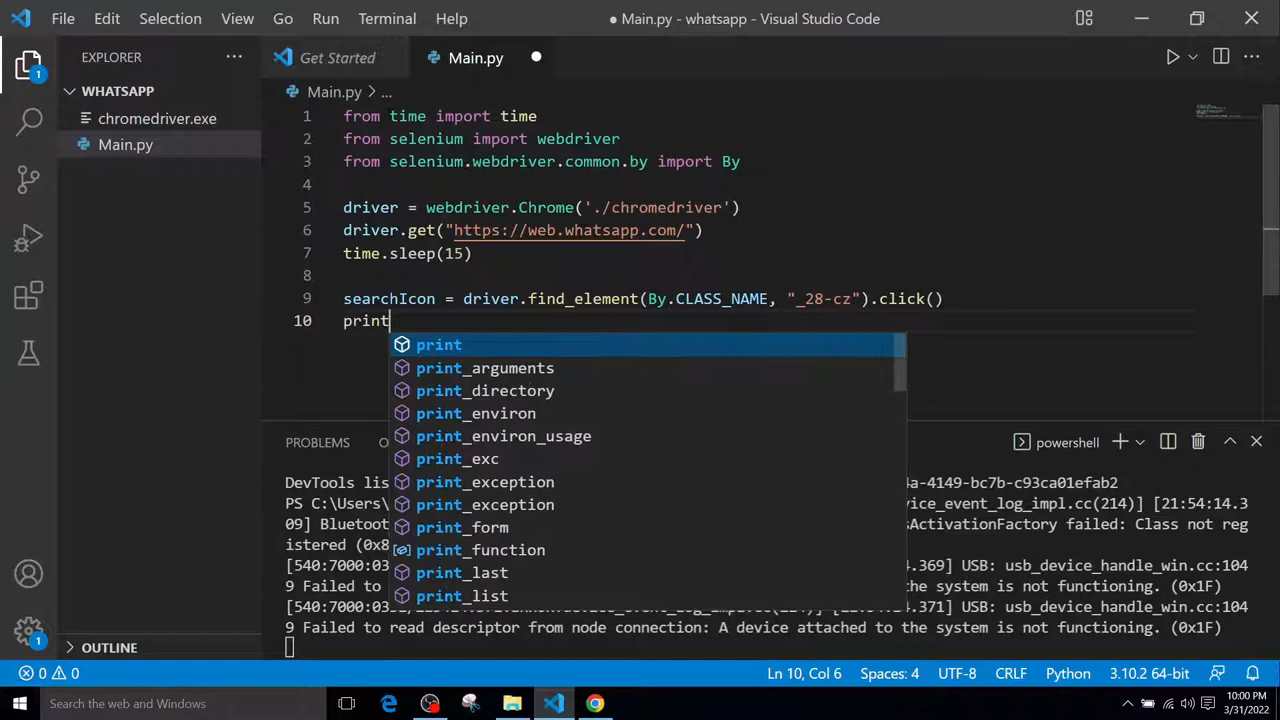 File Edit Selection View Go Run Terminal Help ● Main.py - whatsapp - Visual Studio Code
EXPLORER
Get Started
Main.py
WHATSAPP
Main.py > ...
chromedriver.exe
Main.py
1 from time import time
2 from selenium import webdriver
3 from selenium.webdriver.common.by import By
4
5 driver = webdriver.Chrome('./chromedriver')
6 driver.get("https://web.whatsapp.com/")
7 time.sleep(15)
8
9 searchIcon = driver.find_element(By.CLASS_NAME, "_28-cz").click()
10 print
print
print_arguments
print_directory
print_environ
print_environ_usage
print_exc
print_exception
print_exception
print_form
print_function
print_last
print_list
PROBLEMS O
powershell
DevTools lis 4a-4149-bc7b-c93ca01efab2
PS C:\Users\ vice_event_log_impl.cc(214)] [21:54:14.3
09] Bluetoot sActivationFactory failed: Class not reg
istered (0x8
[540:7000:03 .369] USB: usb_device_handle_win.cc:104
9 Failed to the system is not functioning. (0x1F)
[540:7000:03 .371] USB: usb_device_handle_win.cc:104
9 Failed to read descriptor from node connection: A device attached to the system is not functioning. (0x1F)
OUTLINE
1
1
0 0 Ln 10, Col 6 Spaces: 4 UTF-8 CRLF Python 3.10.2 64-bit
Search the web and Windows
10:00 PM
3/31/2022